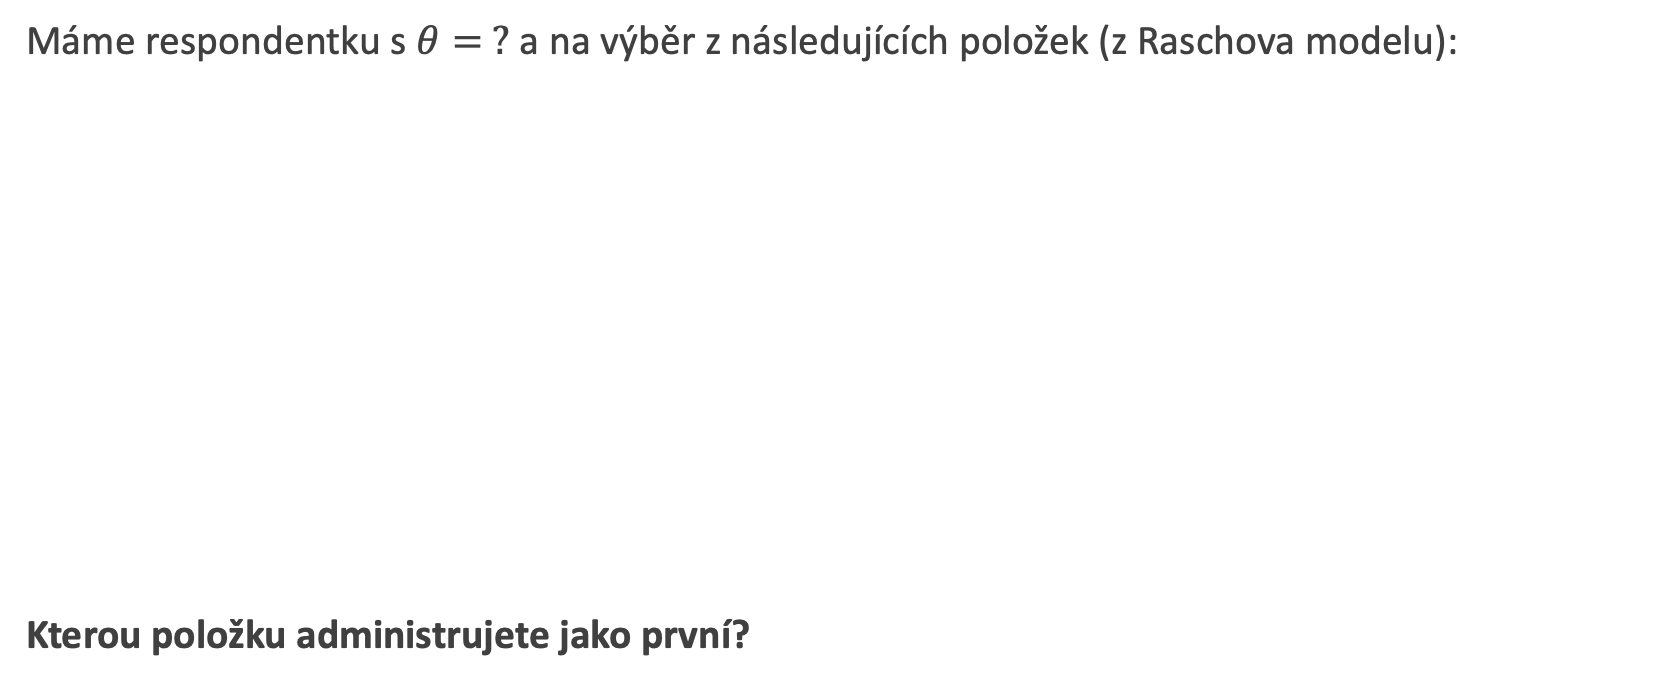 Máme respondentku s θ = ? a na výběr z následujících položek (z Raschova modelu):
Kterou položku administrujete jako první?